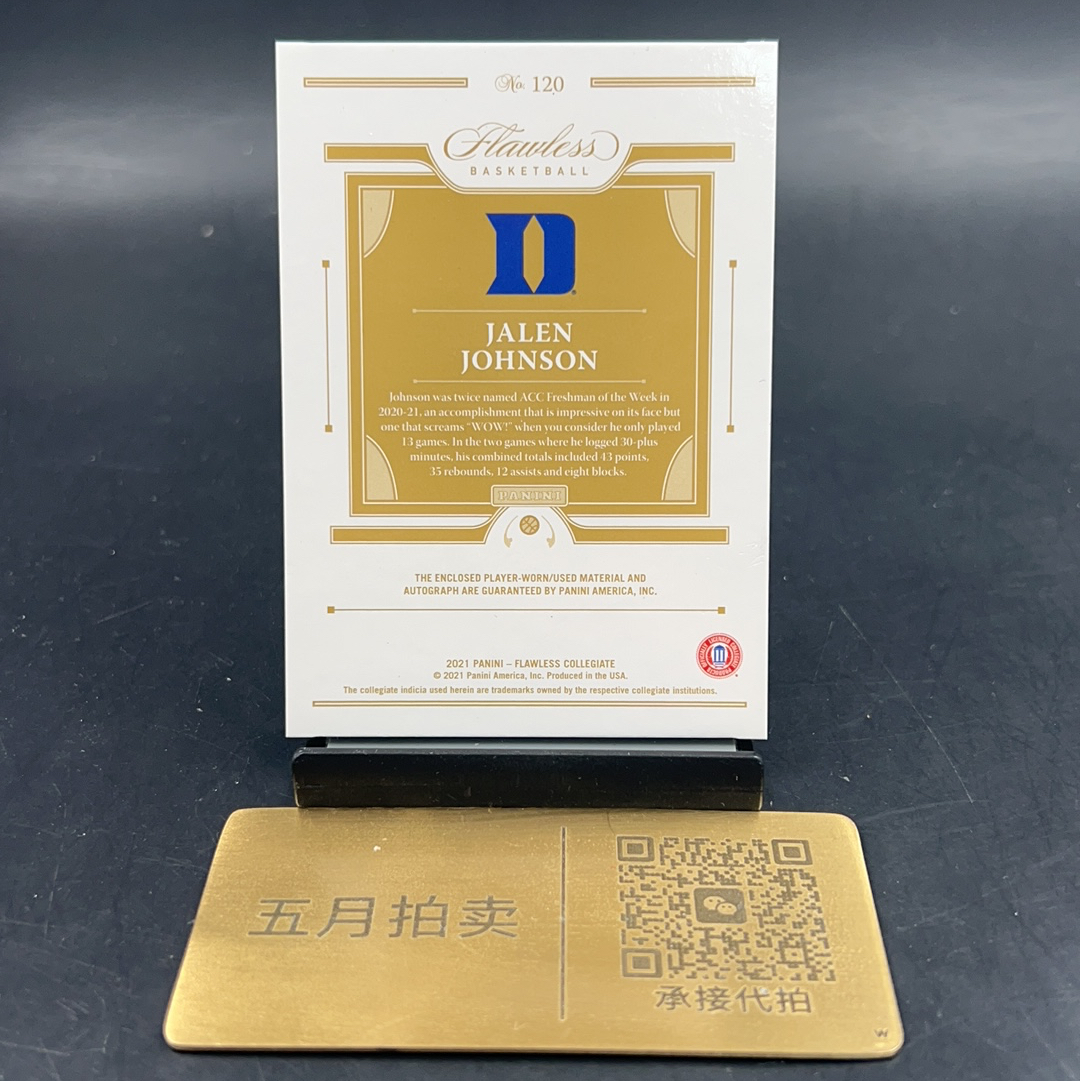 No. 120
Flawless
BASKETBALL
D
JALEN
JOHNSON
Johnson was twice named ACC Freshman of the Week in
2020-21, an accomplishment that is impressive on its face but
one that screams "WOW!" when you consider he only played
13 games. In the two games where he logged 30-plus
minutes, his combined totals included 43 points,
35 rebounds, 12 assists and eight blocks.
PANINI
THE ENCLOSED PLAYER-WORN/USED MATERIAL AND
AUTOGRAPH ARE GUARANTEED BY PANINI AMERICA, INC.
OFFICIALLY LICENSED COLLEGIATE PRODUCTS
2021 PANINI – FLAWLESS COLLEGIATE
© 2021 Panini America, Inc. Produced in the USA.
The collegiate indicia used herein are trademarks owned by the respective collegiate institutions.
五月拍卖
承接代拍
W